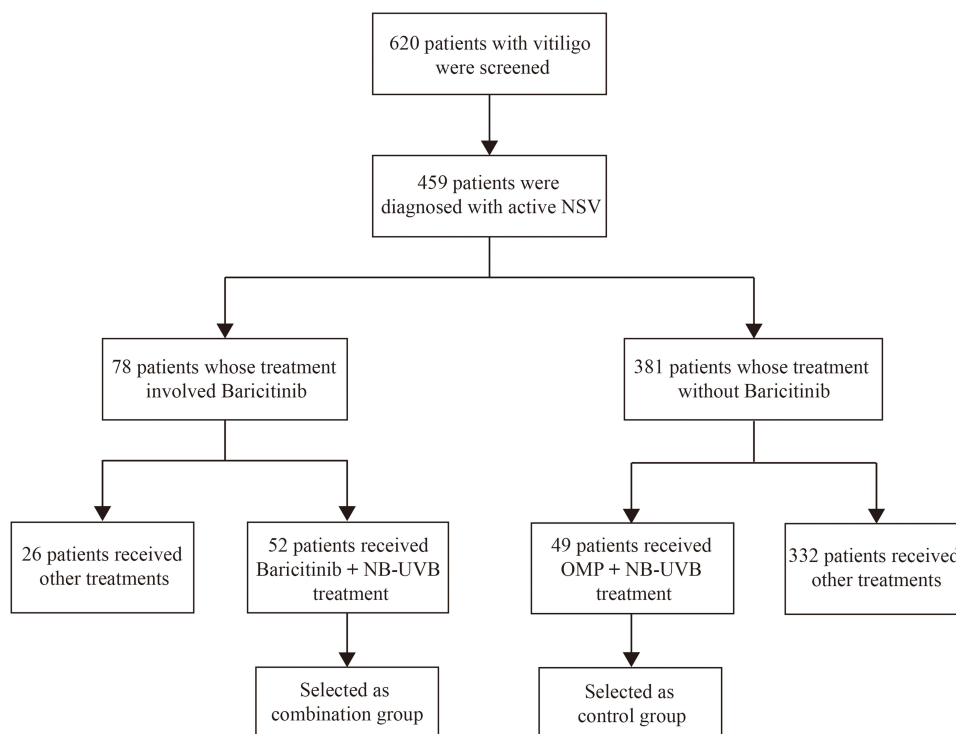 620 patients with vitiligo
were screened
459 patients were
diagnosed with active NSV
78 patients whose treatment
involved Baricitinib
381 patients whose treatment
without Baricitinib
26 patients received
other treatments
52 patients received
Baricitinib + NB-UVB
treatment
49 patients received
OMP + NB-UVB
treatment
332 patients received
other treatments
Selected as
combination group
Selected as
control group